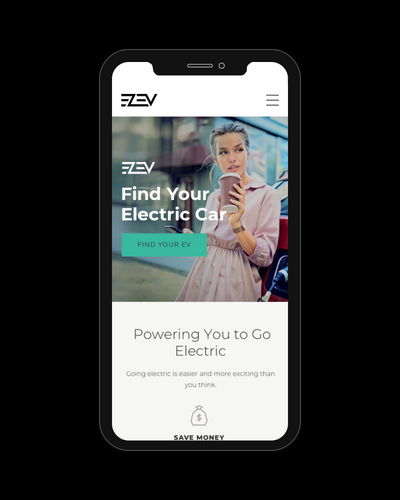 EZEV
EZEV
Find Your
Electric Car
FIND YOUR EV
Powering You to Go
Electric
Going electric is easier and more exciting than
you think.
$
SAVE MONEY